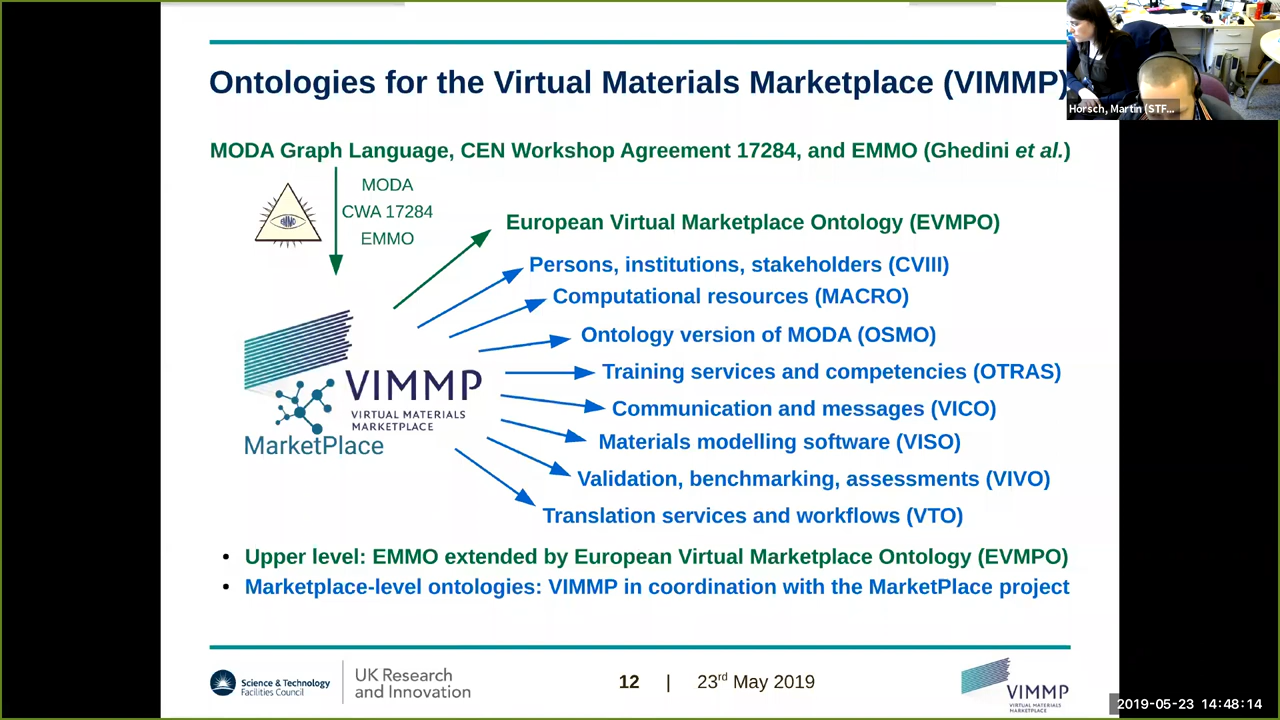 Ontologies for the Virtual Materials Marketplace (VIMMP)
Horsch, Martin (STF...
MODA Graph Language, CEN Workshop Agreement 17284, and EMMO (Ghedini et al.)
MODA
CWA 17284
EMMO
EMMO
European Virtual Marketplace Ontology (EVMPO)
Persons, institutions, stakeholders (CVIII)
Computational resources (MACRO)
Ontology version of MODA (OSMO)
Training services and competencies (OTRAS)
Communication and messages (VICO)
Materials modelling software (VISO)
Validation, benchmarking, assessments (VIVO)
Translation services and workflows (VTO)
VIMMP
VIRTUAL MATERIALS
MARKETPLACE
MarketPlace
• Upper level: EMMO extended by European Virtual Marketplace Ontology (EVMPO)
• Marketplace-level ontologies: VIMMP in coordination with the MarketPlace project
Science & Technology
Facilities Council
UK Research
and Innovation
12 | 23rd May 2019
VIMMP
VIRTUAL MATERIALS
MARKETPLACE
2019-05-23 14:48:14